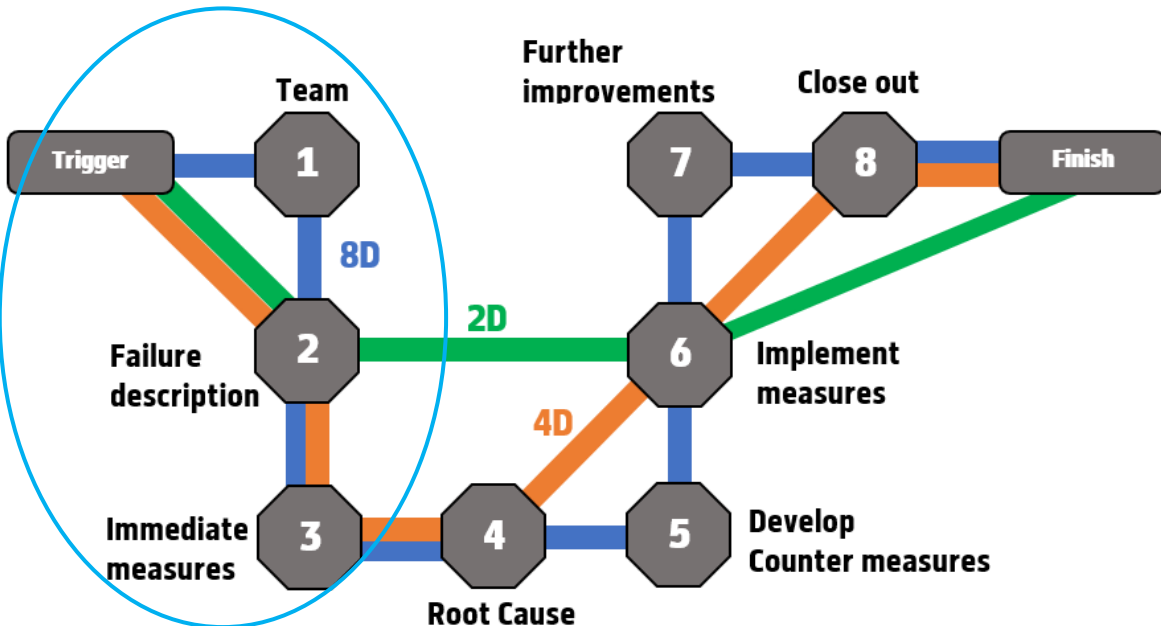 Further
improvements
Close out
Team
Trigger
1
7
8
Finish
8D
2D
2
6
Failure
description
Implement
measures
4D
Immediate
measures
3
4
5
Develop
Counter measures
Root Cause